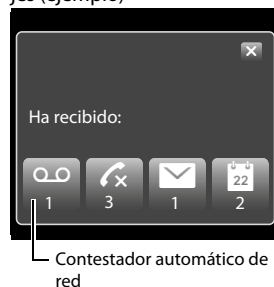 jes (ejemplo)
Ha recibido:
22
1 3 1 2
Contestador automático de
red